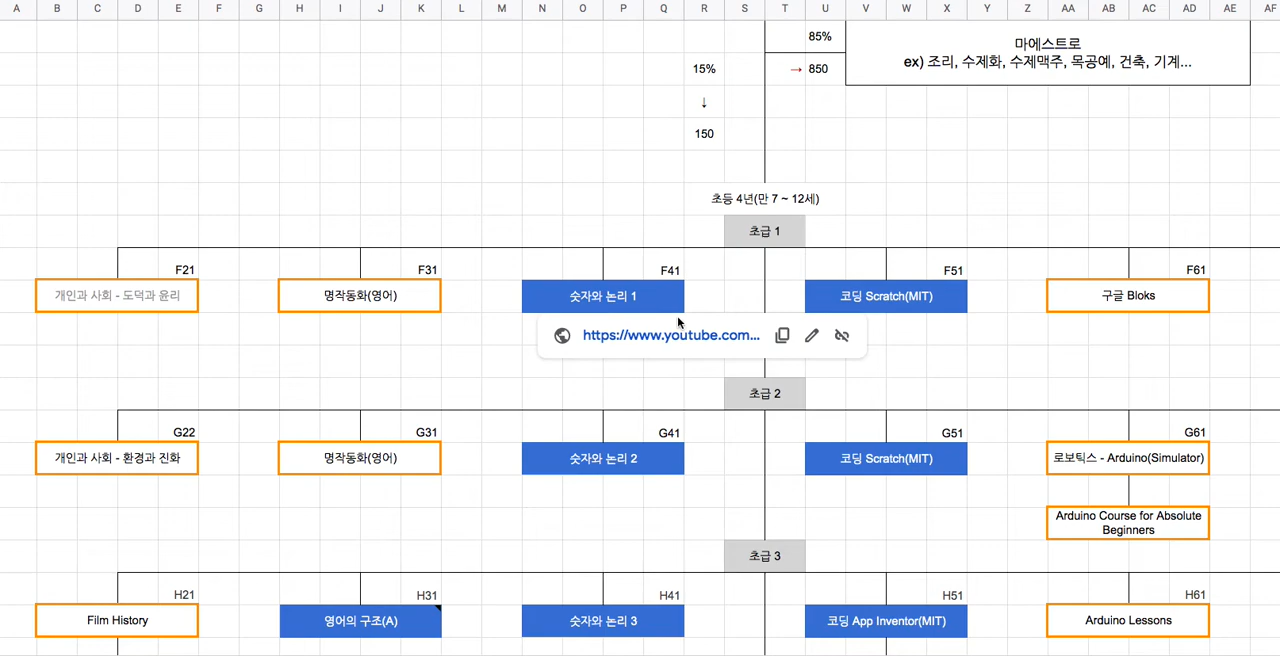 A B C D E F G H I J K L M N O P Q R S T U V W X Y Z AA AB AC AD AE AF
85%
마에스트로
ex) 조리, 수제화, 수제맥주, 목공예, 건축, 기계...
15% → 850
↓
150
초등 4년(만 7 ~ 12세)
초급 1
F21 F31 F41 F51 F61
개인과 사회 - 도덕과 윤리 명작동화(영어) 숫자와 논리 1 코딩 Scratch(MIT) 구글 Bloks
https://www.youtube.com...
초급 2
G22 G31 G41 G51 G61
개인과 사회 - 환경과 진화 명작동화(영어) 숫자와 논리 2 코딩 Scratch(MIT) 로보틱스 - Arduino(Simulator)
Arduino Course for Absolute
Beginners
초급 3
H21 H31 H41 H51 H61
Film History 영어의 구조(A) 숫자와 논리 3 코딩 App Inventor(MIT) Arduino Lessons